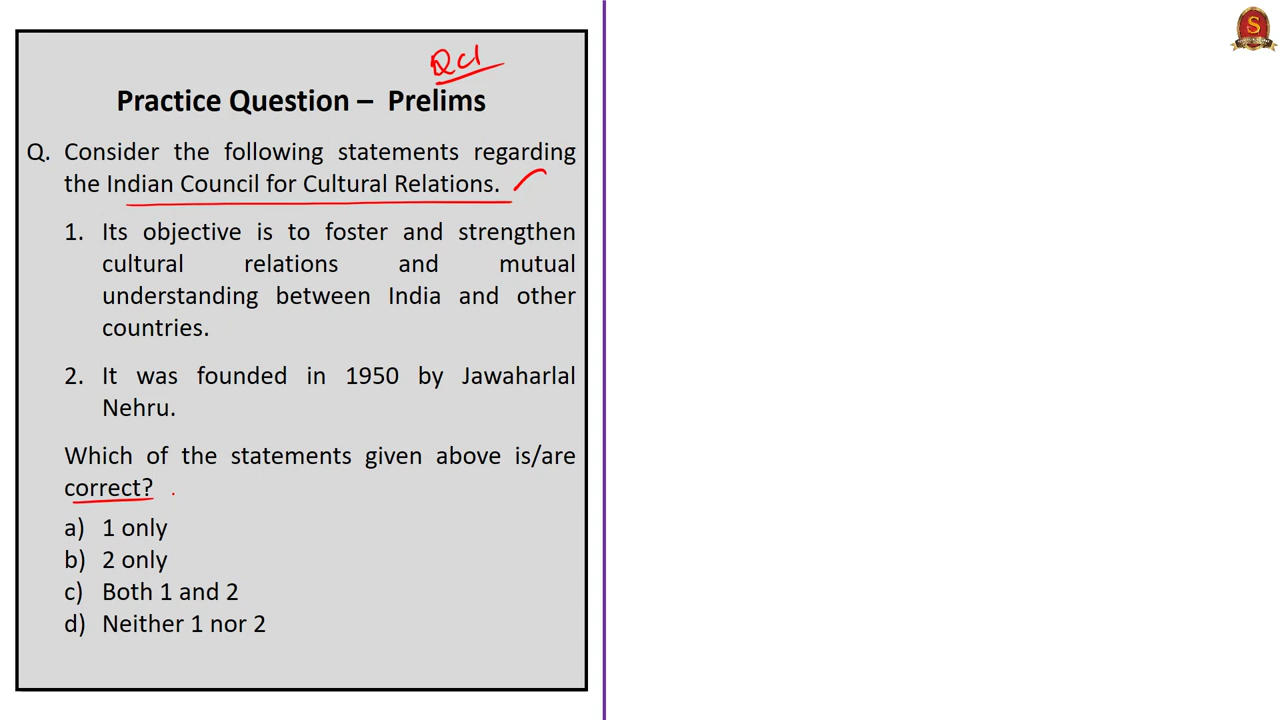 Q01
Practice Question – Prelims
Q. Consider the following statements regarding
the Indian Council for Cultural Relations.
1. Its objective is to foster and strengthen
cultural relations and mutual
understanding between India and other
countries.
2. It was founded in 1950 by Jawaharlal
Nehru.
Which of the statements given above is/are
correct?
a) 1 only
b) 2 only
c) Both 1 and 2
d) Neither 1 nor 2
S